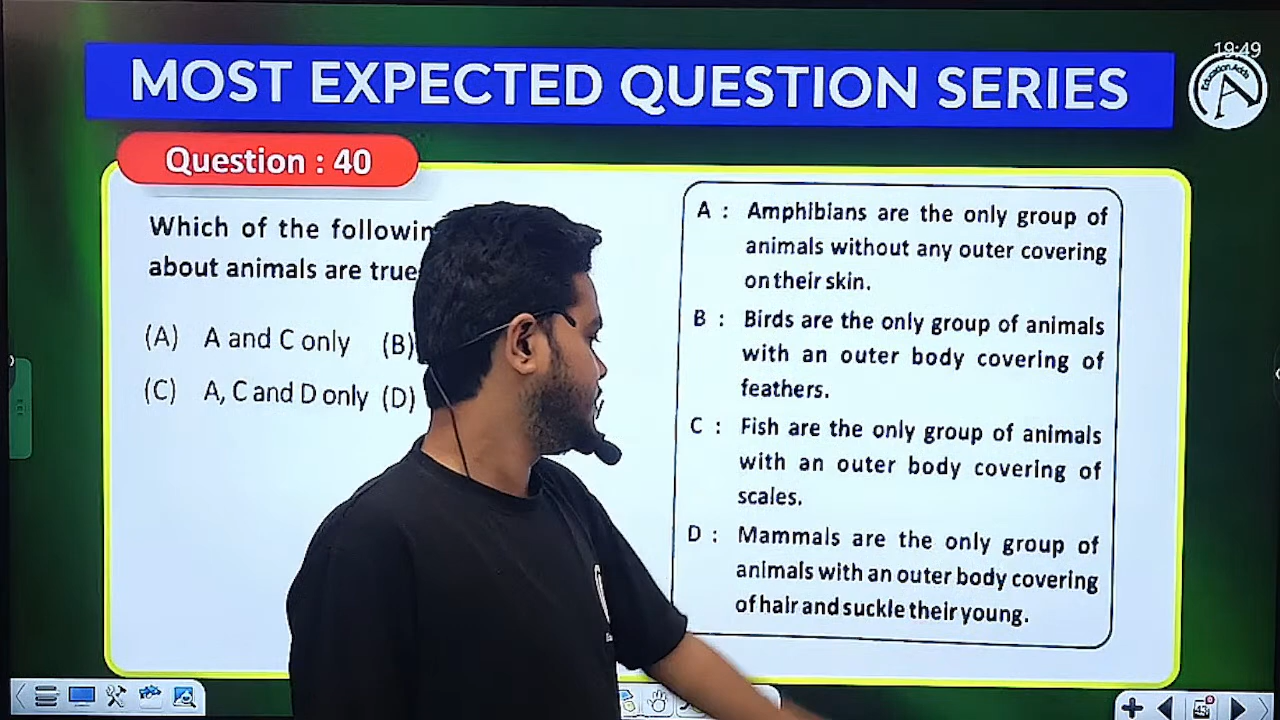 19:49
MOST EXPECTED QUESTION SERIES
Education Adda
A
Question : 40
Which of the followin
about animals are true
(A) A and C only (B)
(C) A, C and D only (D)
A : Amphibians are the only group of
animals without any outer covering
on their skin.
B : Birds are the only group of animals
with an outer body covering of
feathers.
C : Fish are the only group of animals
with an outer body covering of
scales.
D : Mammals are the only group of
animals with an outer body covering
of hair and suckle their young.